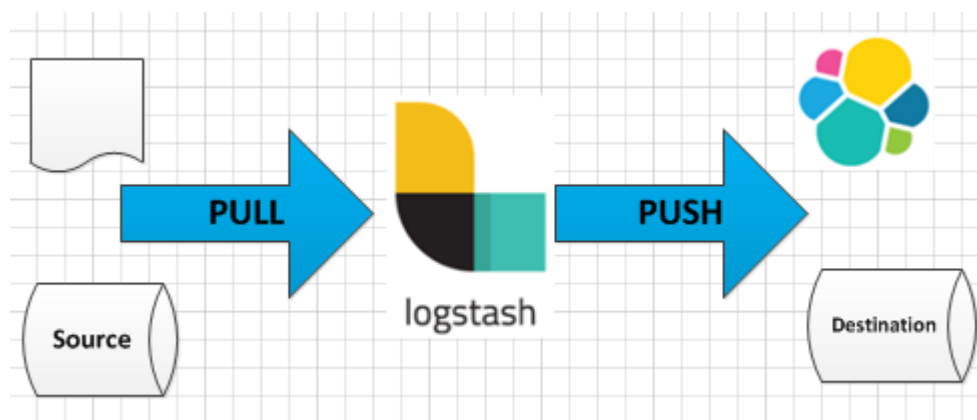 PULL
PUSH
logstash
Source
Destination